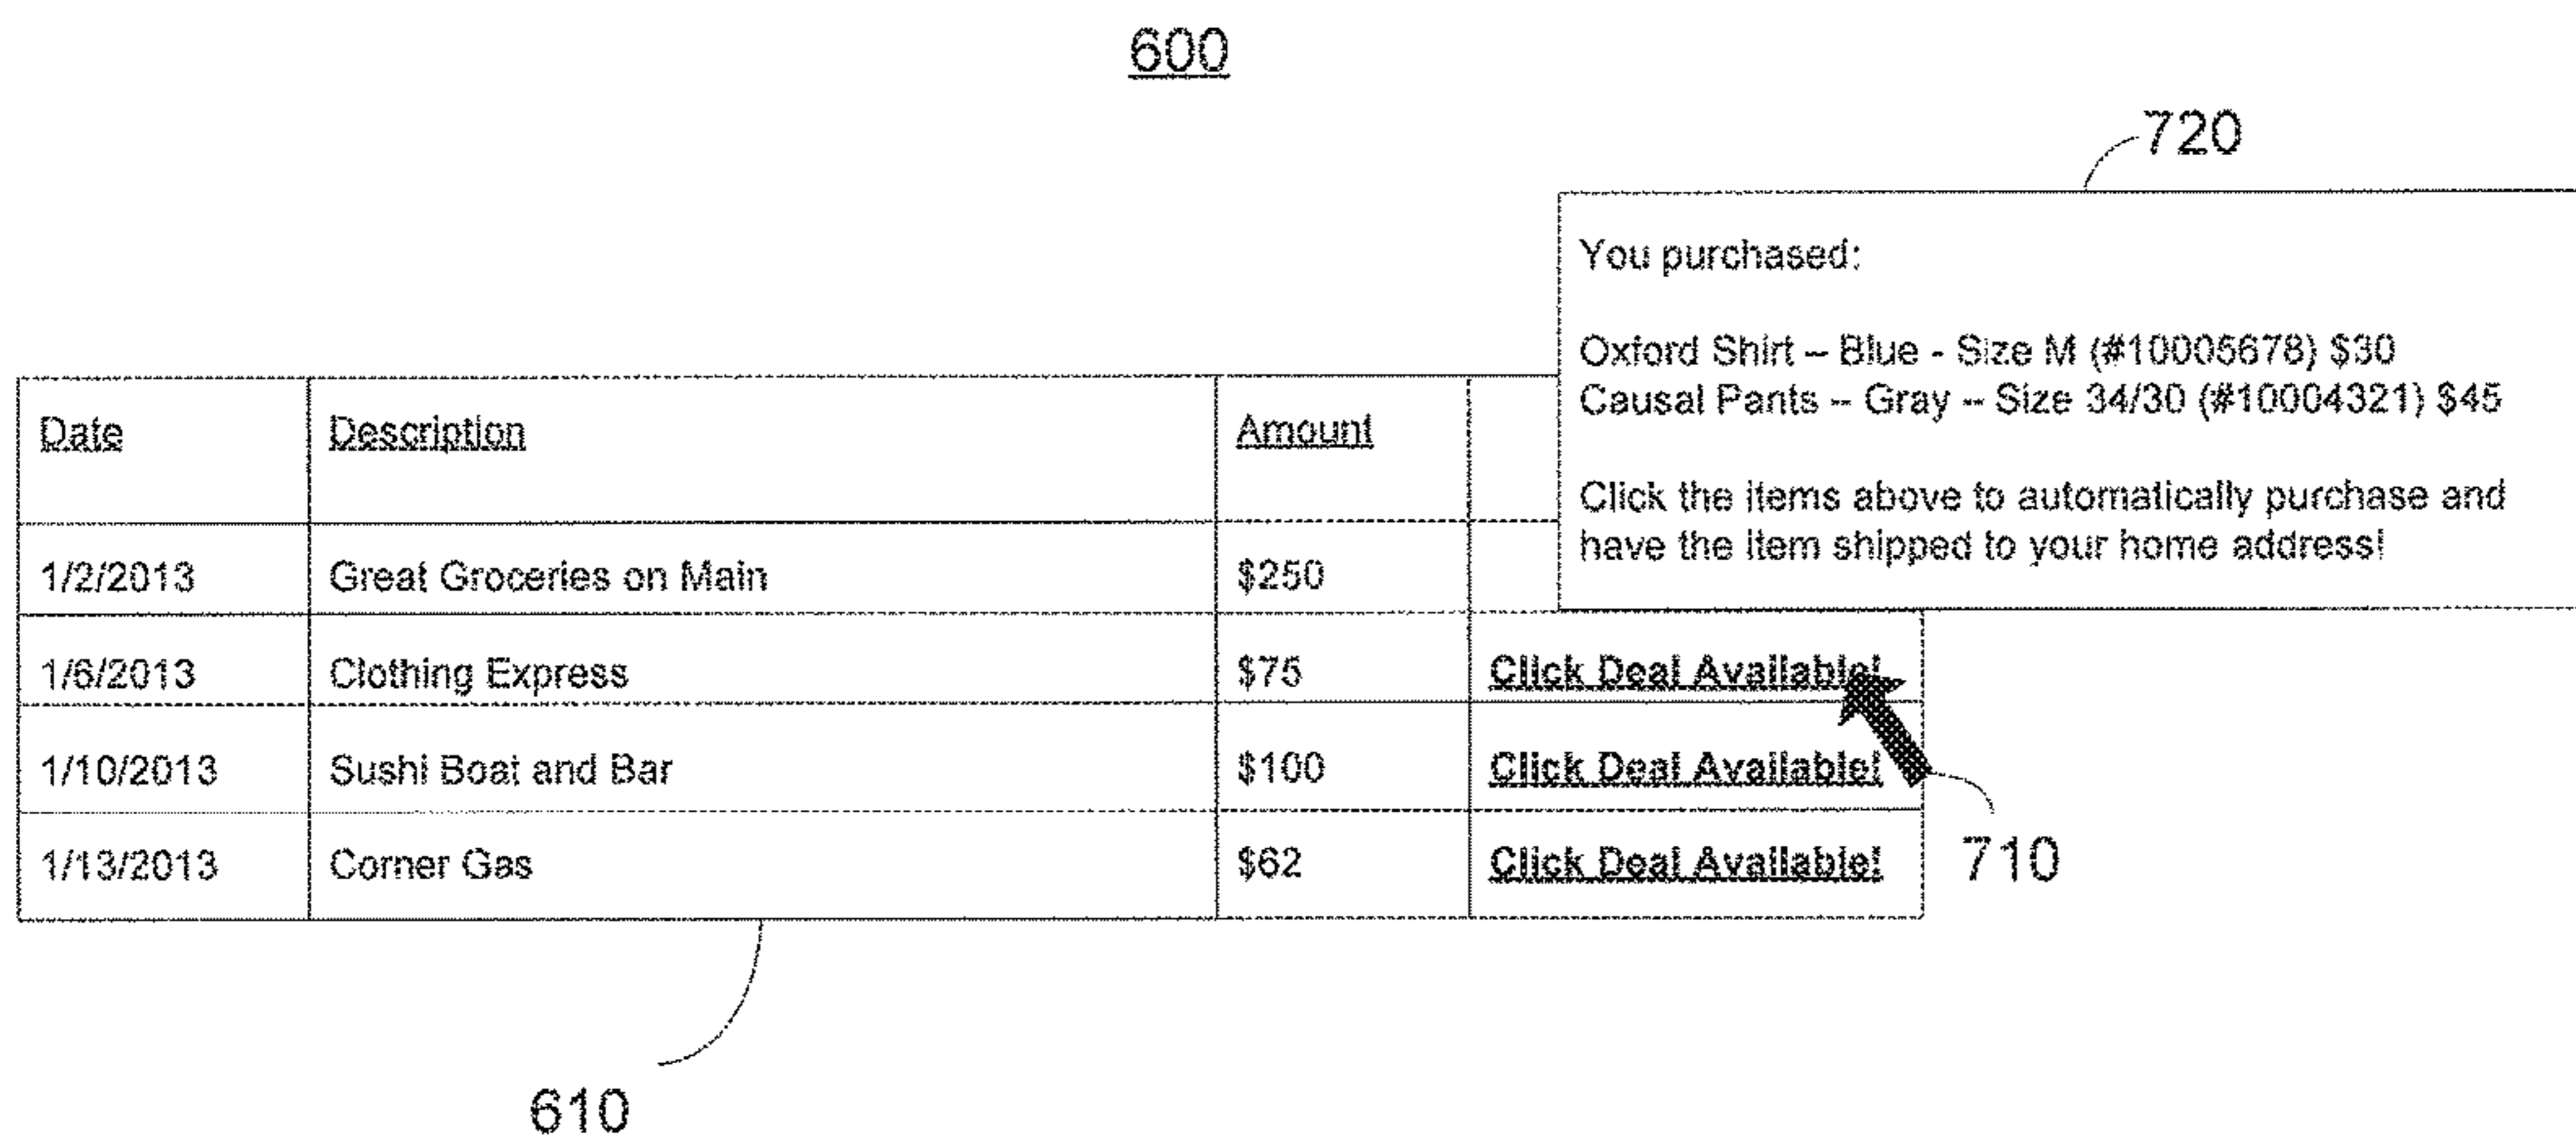 600
720
You purchased:
Oxford Shirt – Blue - Size M (#10005678) $30
Causal Pants -- Gray -- Size 34/30 (#10004321) $45
Click the items above to automatically purchase and
have the item shipped to your home address!
Date Description Amount
1/2/2013 Great Groceries on Main $250
1/6/2013 Clothing Express $75 Click Deal Available!
1/10/2013 Sushi Boat and Bar $100 Click Deal Available!
1/13/2013 Corner Gas $62 Click Deal Available!
710
610